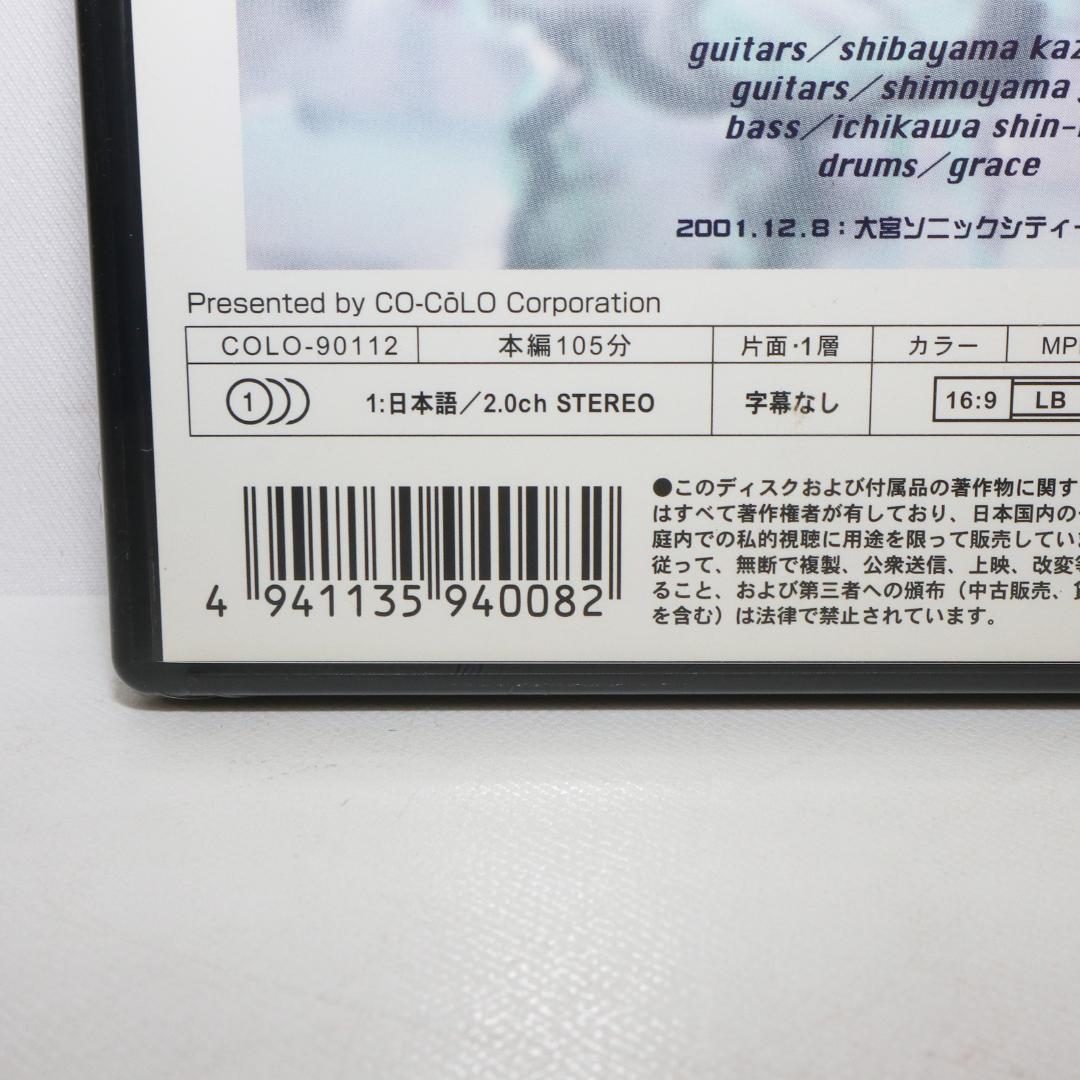 guitars／shibayama kaz
guitars／shimoyama
bass／ichikawa shin-
drums／grace
2001.12.8：大宮ソニックシティー
Presented by CO-CōLO Corporation
COLO-90112 本編105分 片面・1層 カラー MP
1 1:日本語／2.0ch STEREO 字幕なし 16:9 LB
●このディスクおよび付属品の著作物に関す
はすべて著作権者が有しており、日本国内の
庭内での私的視聴に用途を限って販売してい
従って、無断で複製、公衆送信、上映、改変等
ること、および第三者への頒布（中古販売、
を含む）は法律で禁止されています。
4 941135 940082